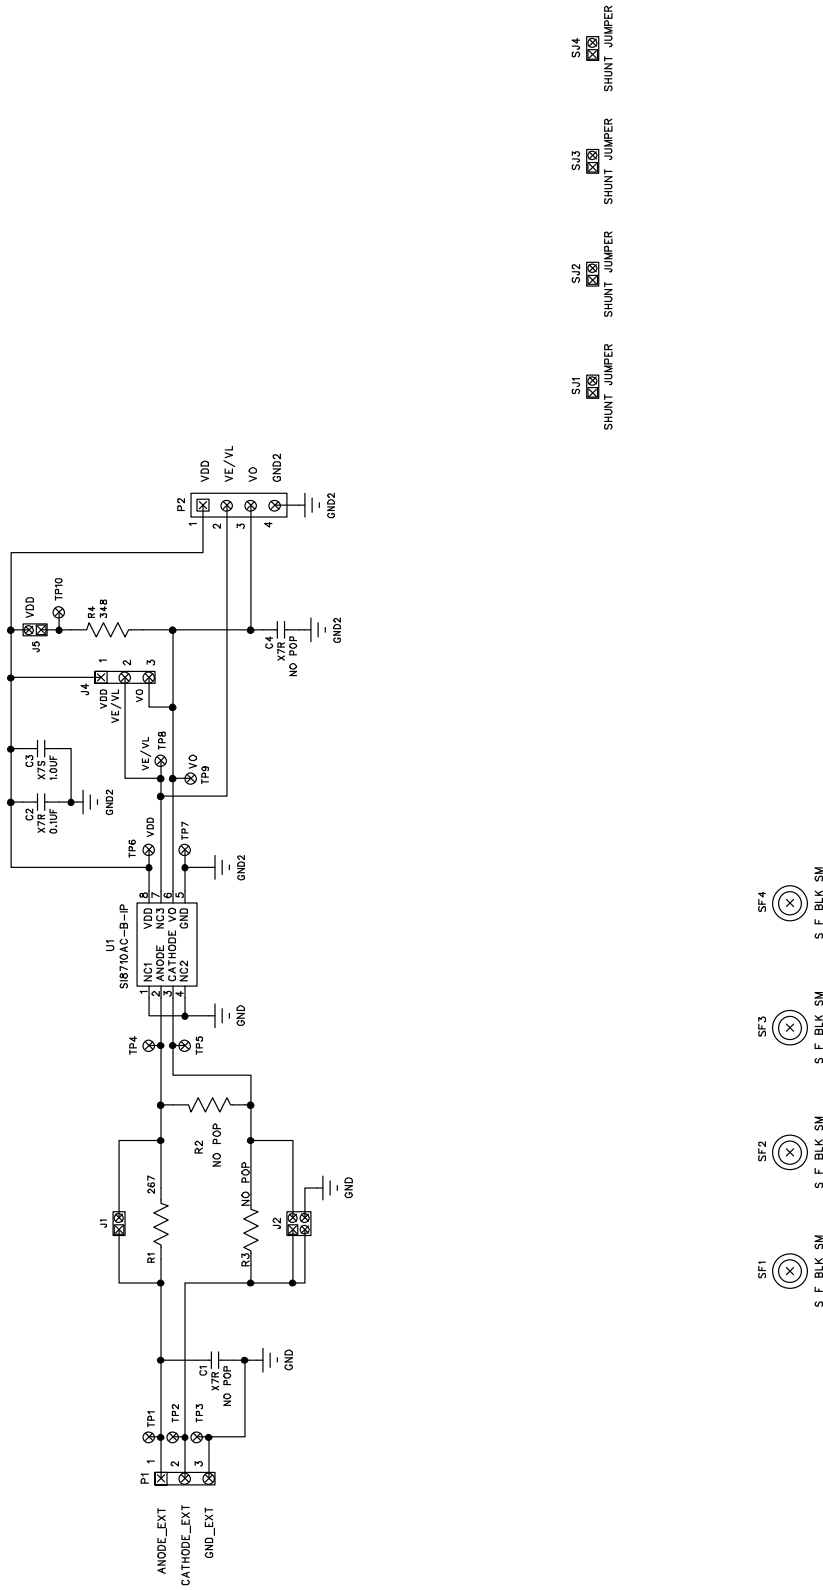 ANODE_EXT
CATHODE_EXT
GND_EXT
P1
1
2
3
TP1
TP2
TP3
C1
X7R
NO POP
GND
J1
R1
267
R3
NO POP
J2
GND
R2
NO POP
TP4
TP5
GND
U1
SI8710AC-B-IP
1
2
3
4
NC1
ANODE
CATHODE
NC2
VDD
NC3
VO
GND
8
7
6
5
TP6
VDD
TP7
GND2
C2
X7R
0.1UF
C3
X7S
1.0UF
GND2
VE/VL
TP8
VO
TP9
J4
VDD
VE/VL
VO
1
2
3
J5
VDD
TP10
R4
348
C4
X7R
NO POP
GND2
P2
1
2
3
4
VDD
VE/VL
VO
GND2
GND2
SJ1
SHUNT JUMPER
SJ2
SHUNT JUMPER
SJ3
SHUNT JUMPER
SJ4
SHUNT JUMPER
SF1
S F BLK SM
SF2
S F BLK SM
SF3
S F BLK SM
SF4
S F BLK SM